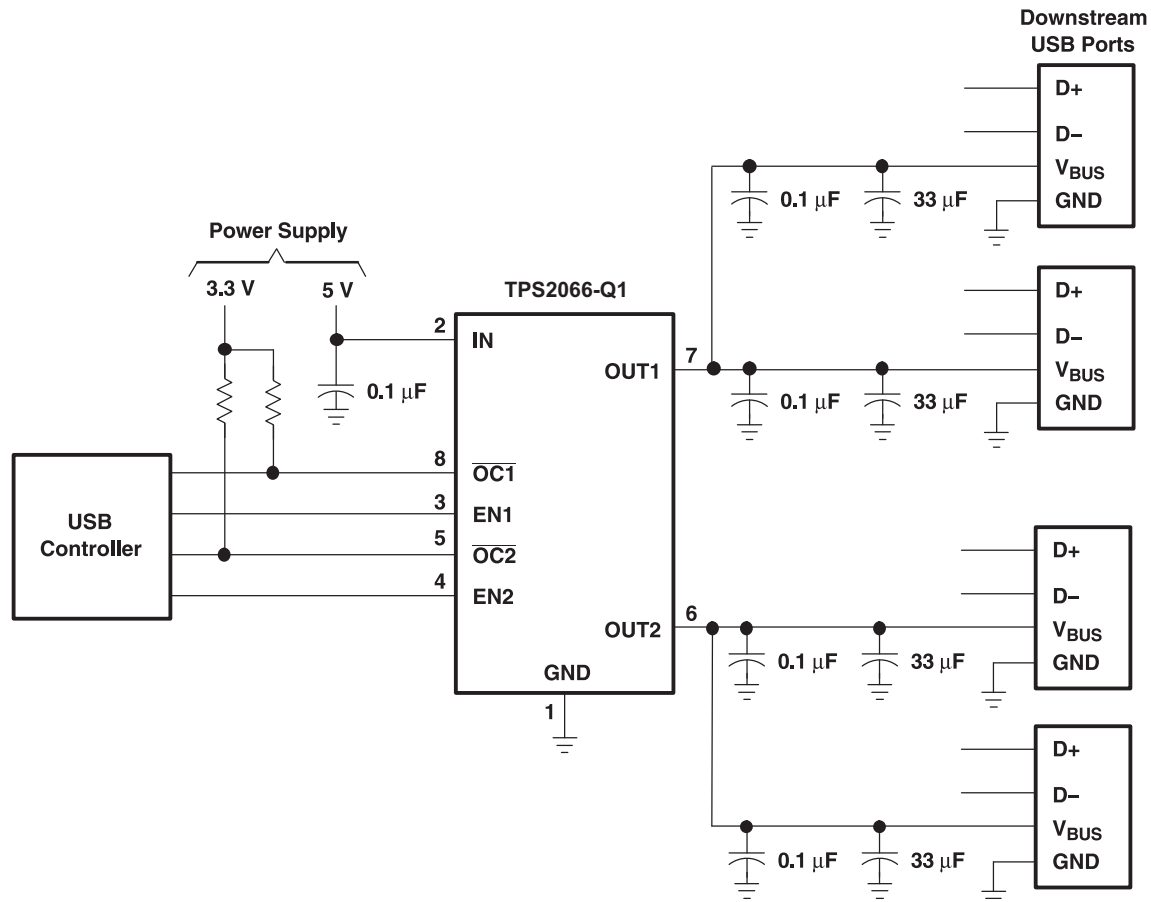 Downstream
USB Ports
D+
D−
VBUS
GND
0.1 μF
33 μF
Power Supply
3.3 V
5 V
0.1 μF
TPS2066-Q1
2
IN
OUT1
7
D+
D−
VBUS
GND
0.1 μF
33 μF
USB
Controller
8
OC1
3
EN1
5
OC2
4
EN2
OUT2
6
GND
1
D+
D−
VBUS
GND
0.1 μF
33 μF
D+
D−
VBUS
GND
0.1 μF
33 μF